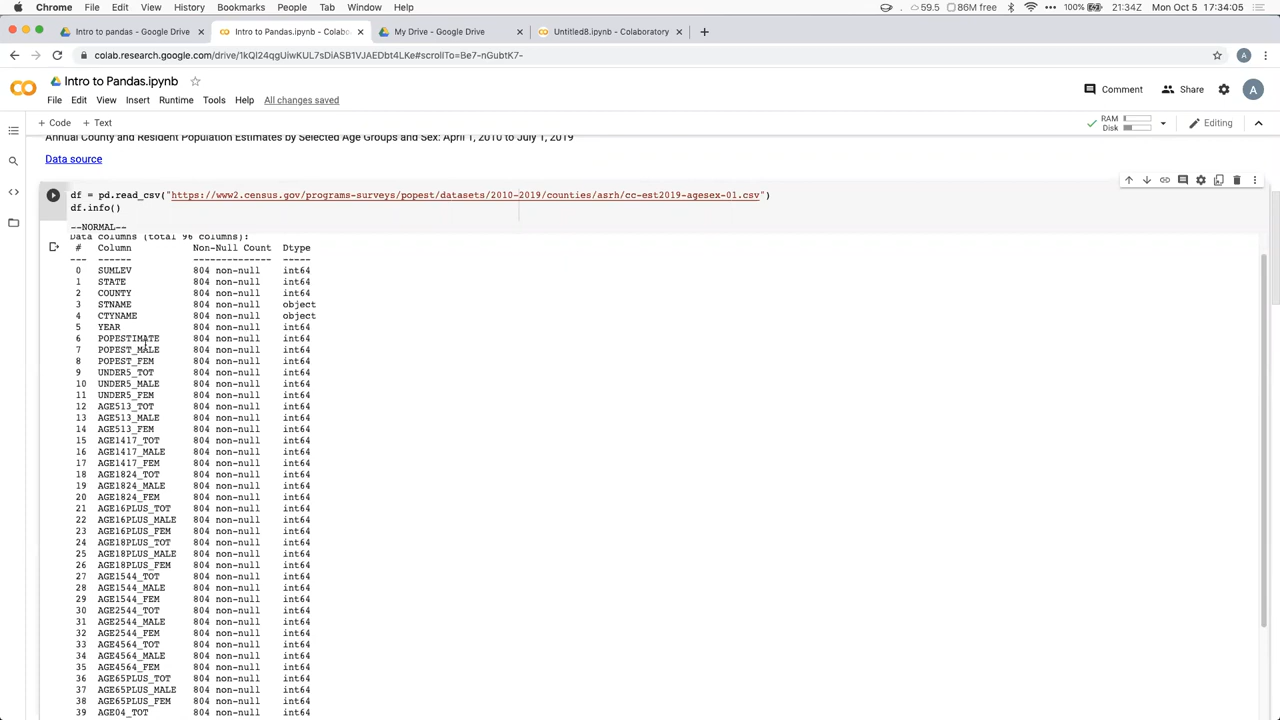 Chrome File Edit View History Bookmarks People Tab Window Help 59.5 86M free 100% 21:34Z Mon Oct 5 17:34:05
Intro to pandas - Google Drive Intro to Pandas.ipynb - Colabo My Drive - Google Drive Untitled8.ipynb - Colaboratory
colab.research.google.com/drive/1kQl24qgUiwKUL7sDiASB1VJAEDbt4LKe#scrollTo=Be7-nGubtK7- A
Intro to Pandas.ipynb Comment Share A
File Edit View Insert Runtime Tools Help All changes saved
+ Code + Text RAM Disk Editing
Annual County and Resident Population Estimates by Selected Age Groups and Sex: April 1, 2010 to July 1, 2019
Data source
df = pd.read_csv("https://www2.census.gov/programs-surveys/popest/datasets/2010-2019/counties/asrh/cc-est2019-agesex-01.csv")
df.info()
--NORMAL--
Data columns (total 96 columns):
# Column Non-Null Count Dtype
--- ------ -------------- -----
0 SUMLEV 804 non-null int64
1 STATE 804 non-null int64
2 COUNTY 804 non-null int64
3 STNAME 804 non-null object
4 CTYNAME 804 non-null object
5 YEAR 804 non-null int64
6 POPESTIMATE 804 non-null int64
7 POPEST_MALE 804 non-null int64
8 POPEST_FEM 804 non-null int64
9 UNDER5_TOT 804 non-null int64
10 UNDER5_MALE 804 non-null int64
11 UNDER5_FEM 804 non-null int64
12 AGE513_TOT 804 non-null int64
13 AGE513_MALE 804 non-null int64
14 AGE513_FEM 804 non-null int64
15 AGE1417_TOT 804 non-null int64
16 AGE1417_MALE 804 non-null int64
17 AGE1417_FEM 804 non-null int64
18 AGE1824_TOT 804 non-null int64
19 AGE1824_MALE 804 non-null int64
20 AGE1824_FEM 804 non-null int64
21 AGE16PLUS_TOT 804 non-null int64
22 AGE16PLUS_MALE 804 non-null int64
23 AGE16PLUS_FEM 804 non-null int64
24 AGE18PLUS_TOT 804 non-null int64
25 AGE18PLUS_MALE 804 non-null int64
26 AGE18PLUS_FEM 804 non-null int64
27 AGE1544_TOT 804 non-null int64
28 AGE1544_MALE 804 non-null int64
29 AGE1544_FEM 804 non-null int64
30 AGE2544_TOT 804 non-null int64
31 AGE2544_MALE 804 non-null int64
32 AGE2544_FEM 804 non-null int64
33 AGE4564_TOT 804 non-null int64
34 AGE4564_MALE 804 non-null int64
35 AGE4564_FEM 804 non-null int64
36 AGE65PLUS_TOT 804 non-null int64
37 AGE65PLUS_MALE 804 non-null int64
38 AGE65PLUS_FEM 804 non-null int64
39 AGE04_TOT 804 non-null int64